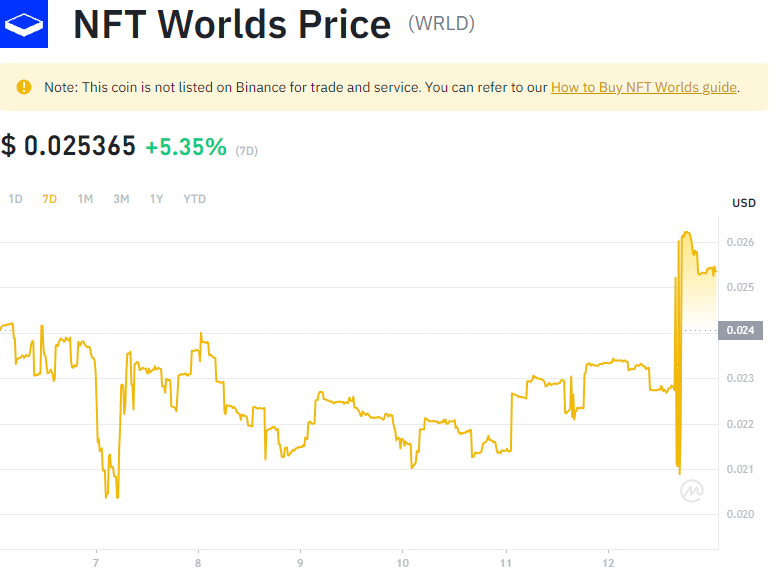 NFT Worlds Price (WRLD)
Note: This coin is not listed on Binance for trade and service. You can refer to our How to Buy NFT Worlds guide.
$ 0.025365 +5.35% (7D)
1D 7D 1M 3M 1Y YTD
USD
0.026
0.025
0.024
0.023
0.022
0.021
0.020
7 8 9 10 11 12